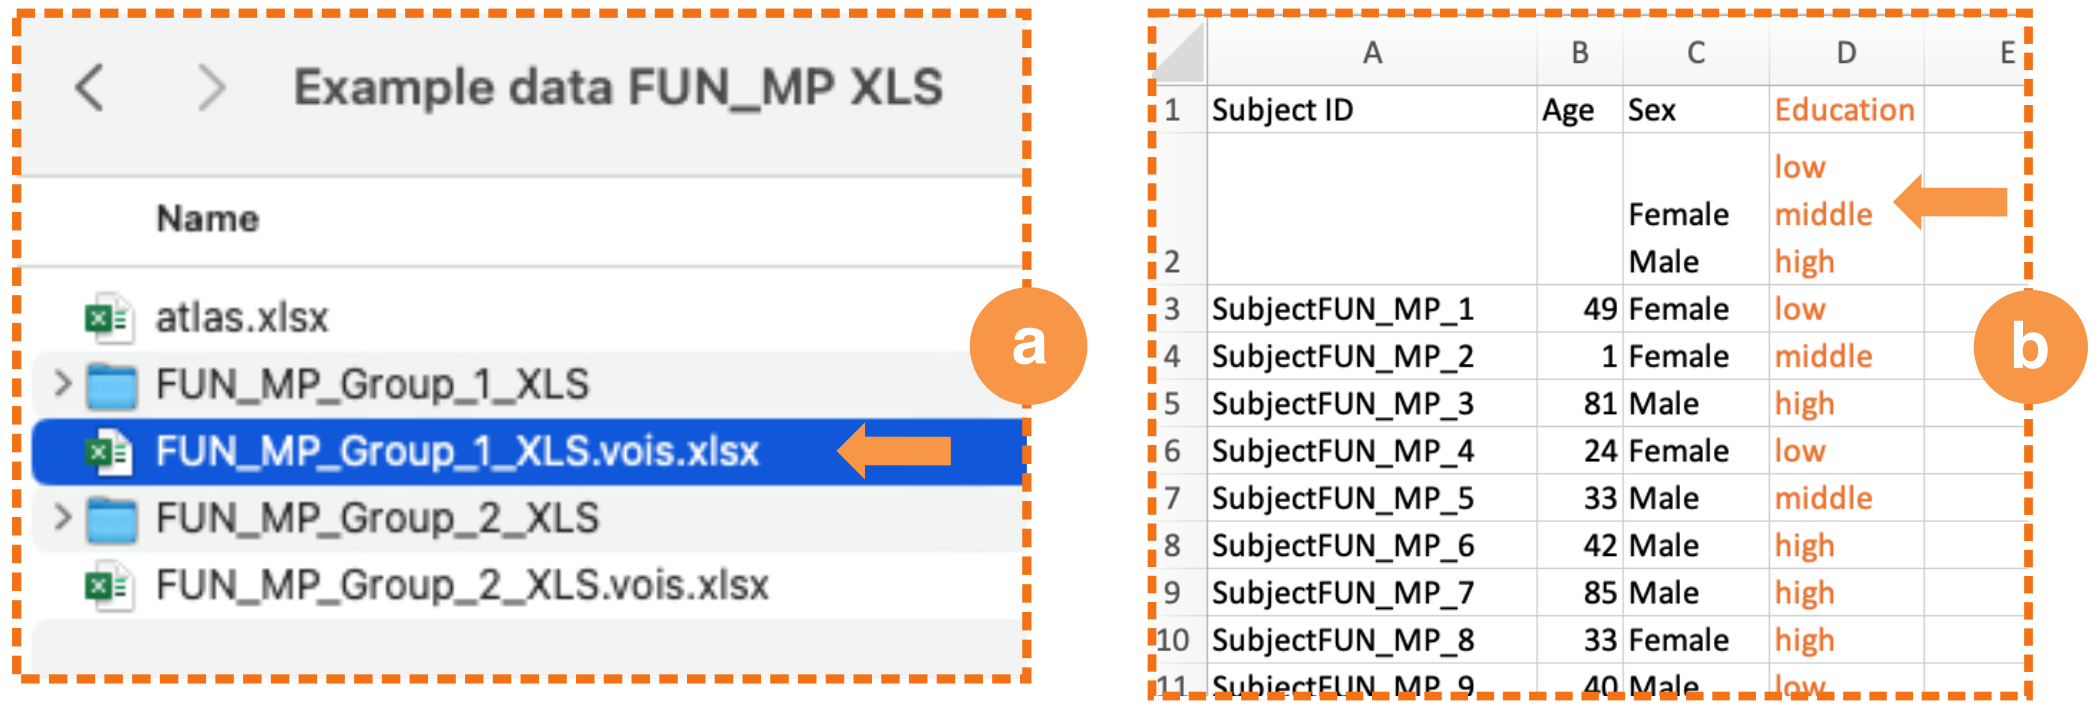 Example data FUN_MP XLS
Name
atlas.xlsx
FUN_MP_Group_1_XLS
FUN_MP_Group_1_XLS.vois.xlsx
FUN_MP_Group_2_XLS
FUN_MP_Group_2_XLS.vois.xlsx
a
A B C D E
1 Subject ID Age Sex Education
low
Female middle
2 Male high
3 SubjectFUN_MP_1 49 Female low
4 SubjectFUN_MP_2 1 Female middle
5 SubjectFUN_MP_3 81 Male high
6 SubjectFUN_MP_4 24 Female low
7 SubjectFUN_MP_5 33 Male middle
8 SubjectFUN_MP_6 42 Male high
9 SubjectFUN_MP_7 85 Male high
10 SubjectFUN_MP_8 33 Female high
11 SubjectFUN_MP_9 40 Male low
b